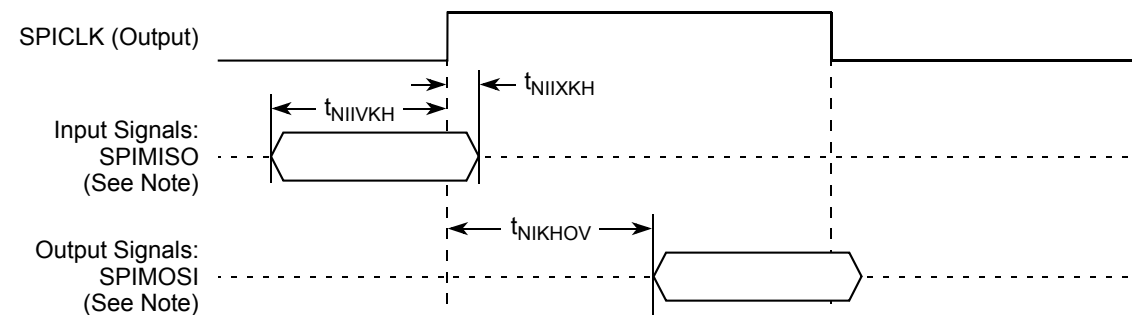 SPICLK (Output)
tNIIXKH
tNIIVKH
Input Signals:
SPIMISO
(See Note)
tNIKHOV
Output Signals:
SPIMOSI
(See Note)